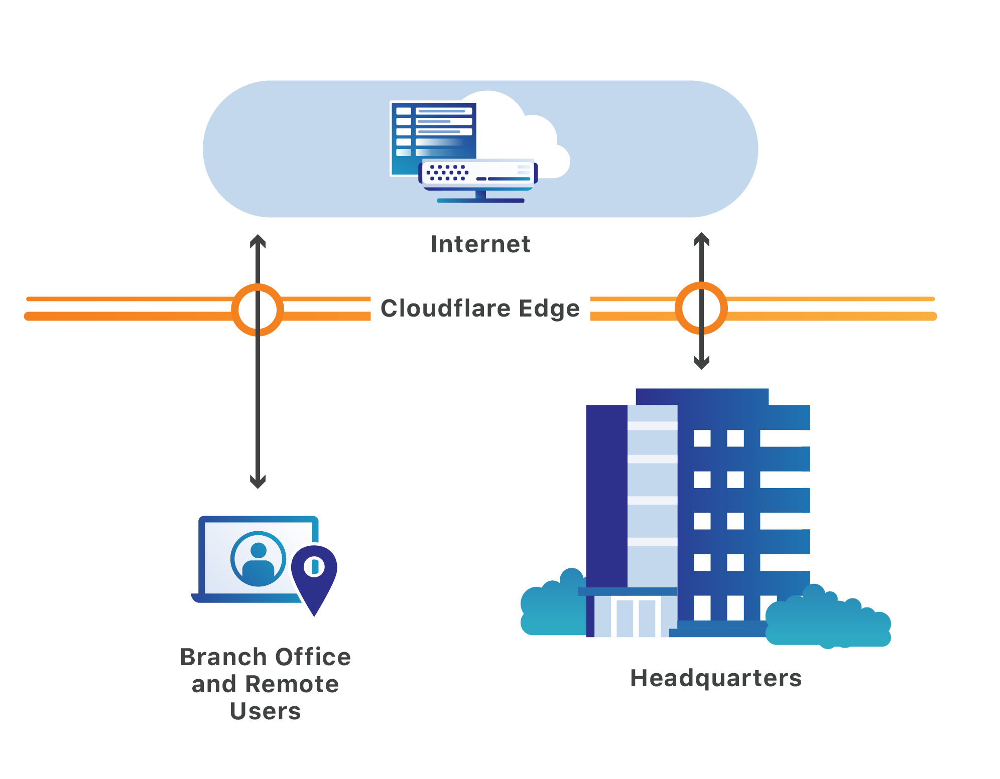 Internet
Cloudflare Edge
Branch Office
and Remote
Users
Headquarters